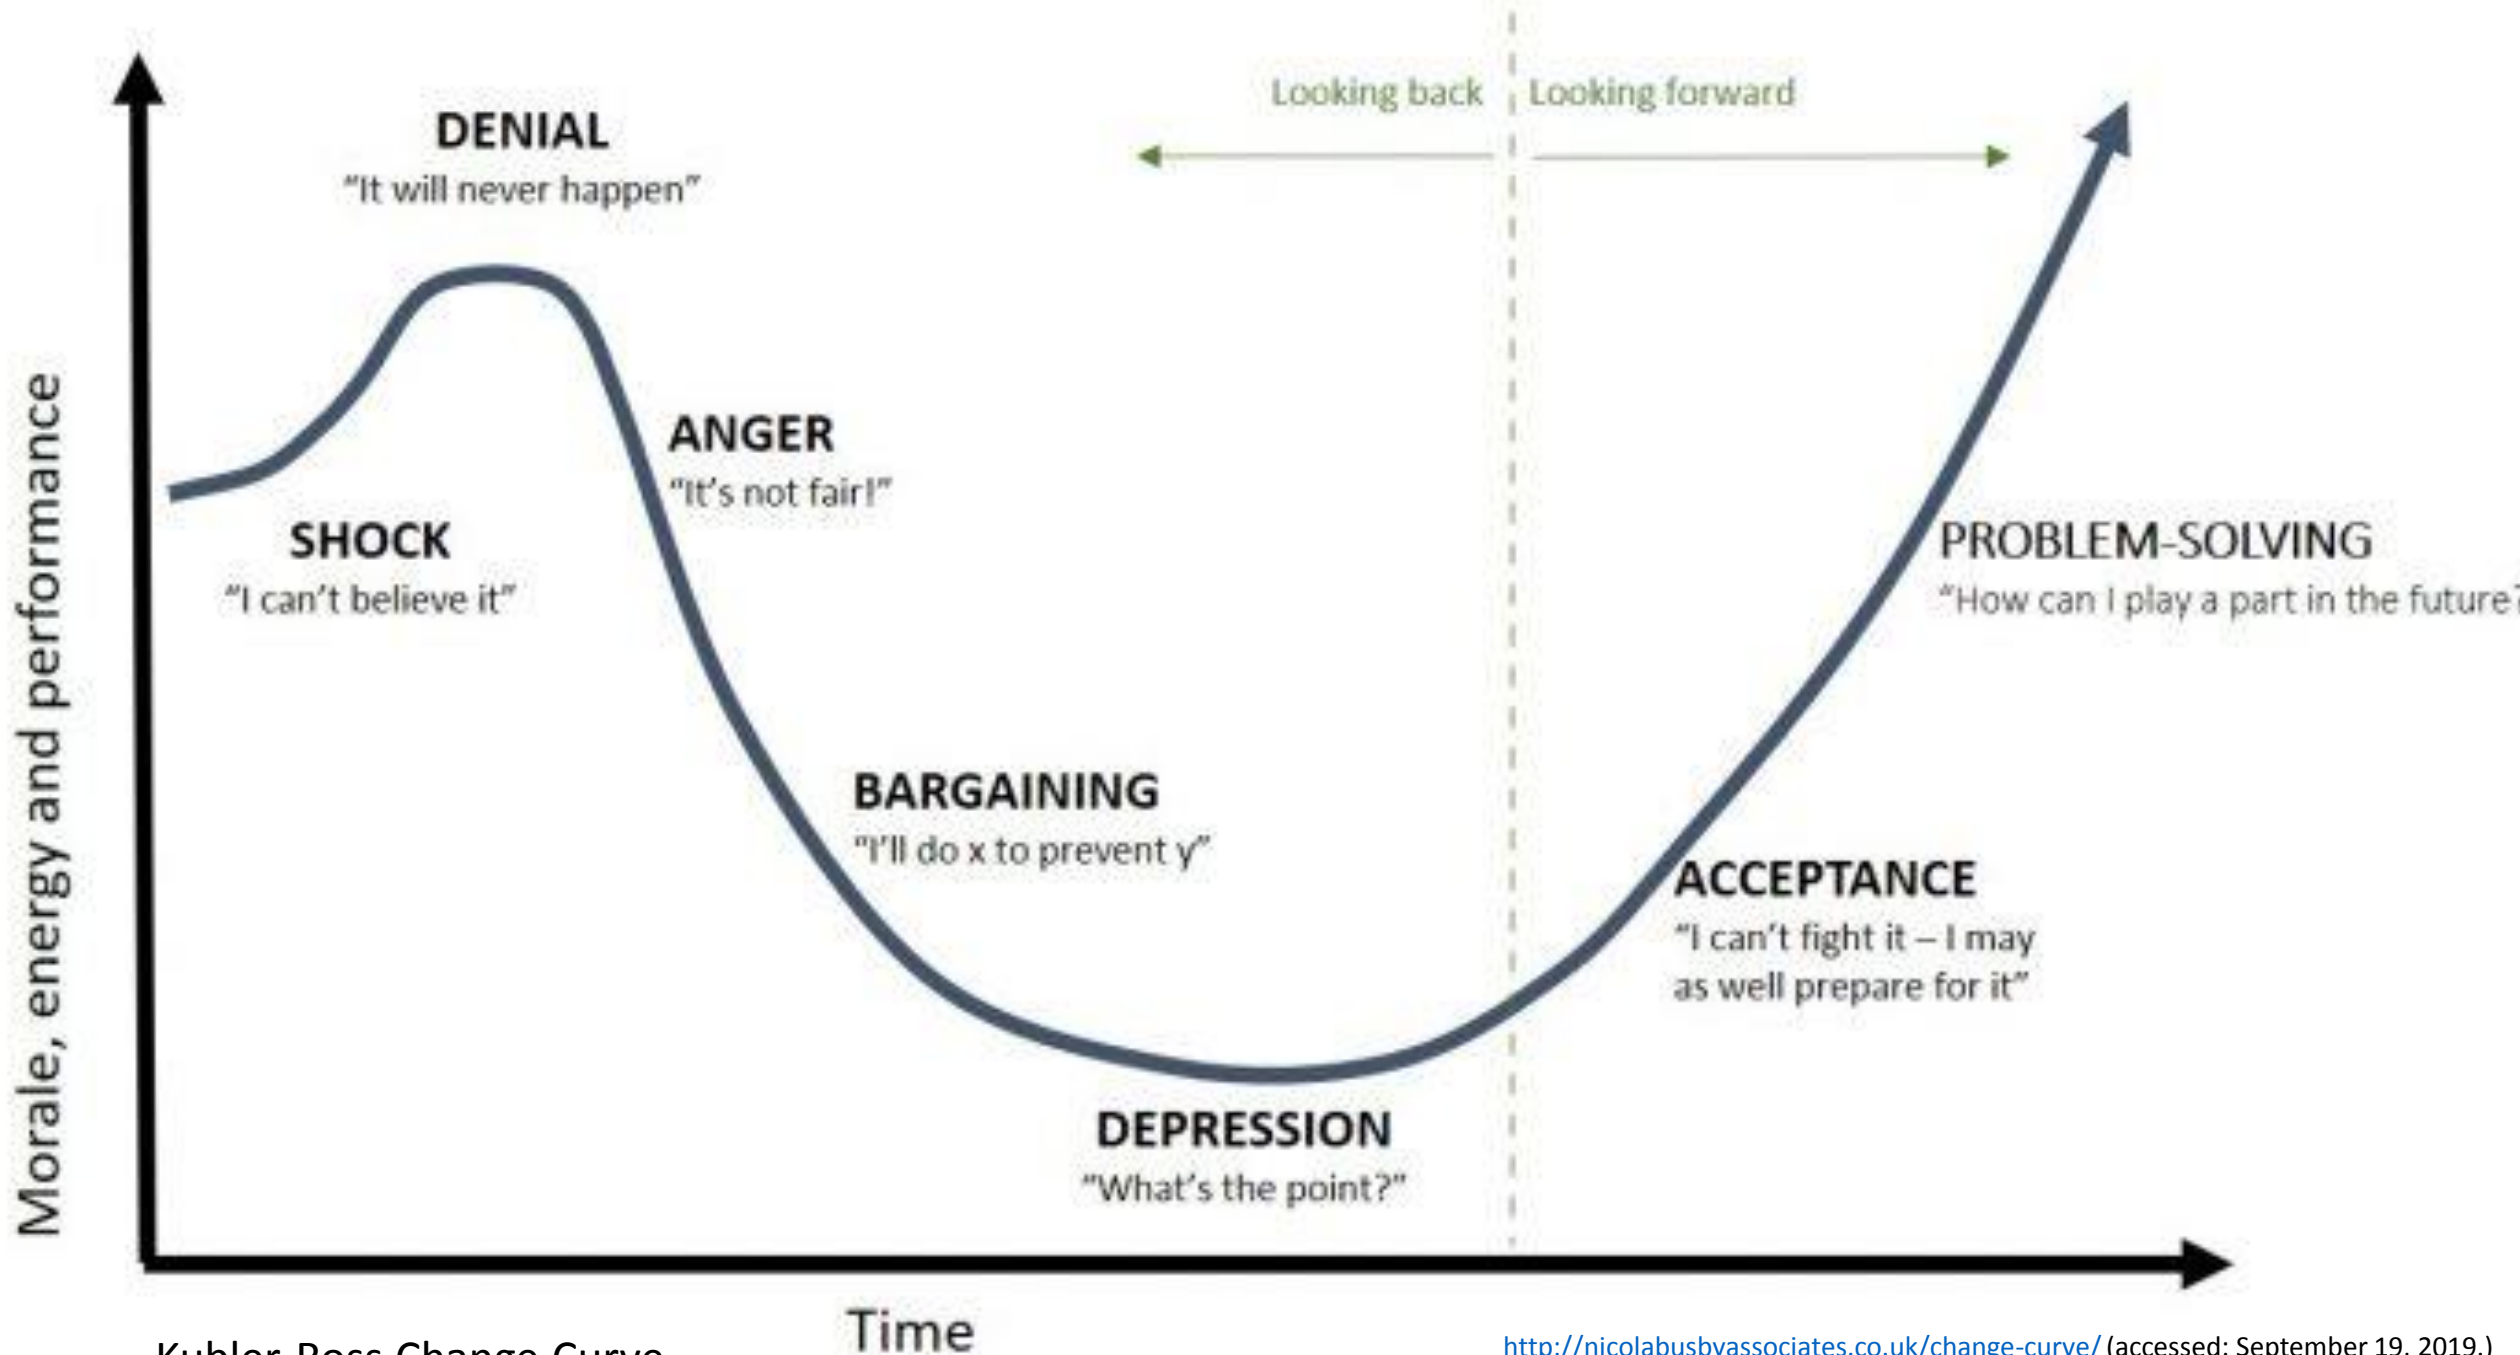 Looking back
Looking forward
DENIAL
“It will never happen”
ANGER
“It’s not fair!”
SHOCK
“I can’t believe it”
PROBLEM-SOLVING
“How can I play a part in the future?
BARGAINING
“I’ll do x to prevent y”
ACCEPTANCE
“I can’t fight it – I may
as well prepare for it”
DEPRESSION
“What’s the point?”
Morale, energy and performance
Time
Kubler-Ross Change Curve
http://nicolabusbyassociates.co.uk/change-curve/ (accessed: September 19, 2019.)